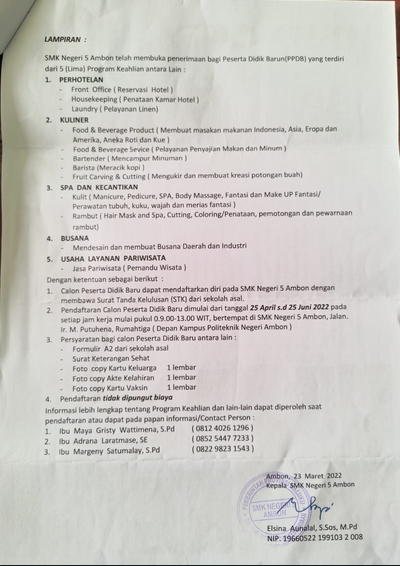 LAMPIRAN :
SMK Negeri 5 Ambon telah membuka penerimaan bagi Peserta Didik Barun(PPDB) yang terdiri
dari 5 (Lima) Program Keahlian antara Lain :
1. PERHOTELAN
- Front Office ( Reservasi Hotel )
- Housekeeping ( Penataan Kamar Hotel )
- Laundry ( Pelayanan Linen)
2. KULINER
- Food & Beverage Product ( Membuat masakan makanan Indonesia, Asia, Eropa dan
Amerika, Aneka Roti dan Kue )
- Food & Beverage Sevice ( Pelayanan Penyajian Makan dan Minum )
- Bartender ( Mencampur Minuman )
- Barista (Meracik kopi )
- Fruit Carving & Cutting ( Mengukir dan membuat kreasi potongan buah)
3. SPA DAN KECANTIKAN
- Kulit ( Manicure, Pedicure, SPA, Body Massage, Fantasi dan Make UP Fantasi/
Perawatan tubuh, kuku, wajah dan merias fantasi )
- Rambut ( Hair Mask and Spa, Cutting, Coloring/Penataan, pemotongan dan pewarnaan
rambut)
4. BUSANA
- Mendesain dan membuat Busana Daerah dan Industri
5. USAHA LAYANAN PARIWISATA
- Jasa Pariwisata ( Pemandu Wisata )
Dengan ketentuan sebagai berikut :
1. Calon Peserta Didik Baru dapat mendaftarkan diri pada SMK Negeri 5 Ambon dengan
membawa Surat Tanda Kelulusan (STK) dari sekolah asal.
2. Pendaftaran Calon Peserta Didik Baru dimulai dari tanggal 25 April s.d 25 Juni 2022 pada
setiap jam kerja mulai pukul 0.9.00-13.00 WIT, bertempat di SMK Negeri 5 Ambon, Jalan.
Ir. M. Putuhena, Rumahtiga ( Depan Kampus Politeknik Negeri Ambon )
3. Persyaratan bagi calon Peserta Didik Baru antara lain :
- Formulir A2 dari sekolah asal
- Surat Keterangan Sehat
- Foto copy Kartu Keluarga 1 lembar
- Foto copy Akte Kelahiran 1 lembar
- Foto copy Kartu Vaksin 1 lembar
4. Pendaftaran tidak dipungut biaya
Informasi lebih lengkap tentang Program Keahlian dan lain-lain dapat diperoleh saat
pendaftaran atau dapat pada papan informasi/Contact Person :
1. Ibu Maya Gristy Wattimena, S.Pd ( 0812 4026 1296 )
2. Ibu Adrana Laratmase, SE ( 0852 5447 7233 )
3. Ibu Margeny Satumalay, S.Pd ( 0822 9823 1543 )
Ambon, 23 Maret 2022
Kepala SMK Negeri 5 Ambon
SMK NEGERI 5
AMBON
Elsina. Aunalal, S.Sos, M.Pd
NIP. 19660522 199103 2 008